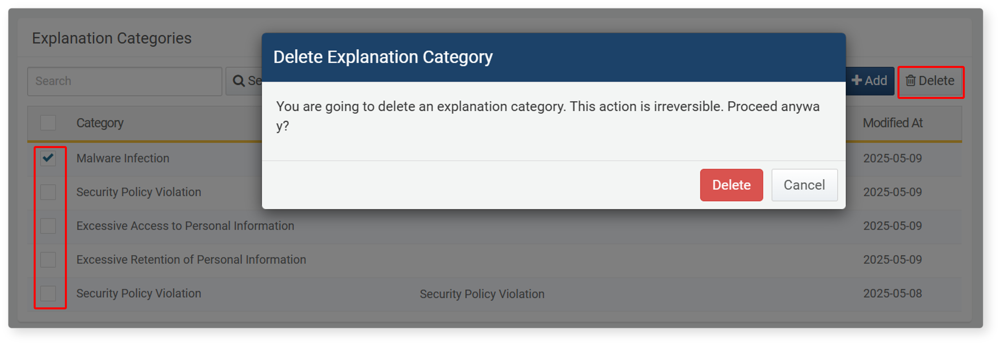 Explanation Categories
Delete Explanation Category
Search
Se
Add
Delete
You are going to delete an explanation category. This action is irreversible. Proceed anywa
y?
Category
Modified At
Malware Infection
2025-05-09
Delete
Cancel
Security Policy Violation
2025-05-09
Excessive Access to Personal Information
2025-05-09
Excessive Retention of Personal Information
2025-05-09
Security Policy Violation
Security Policy Violation
2025-05-08